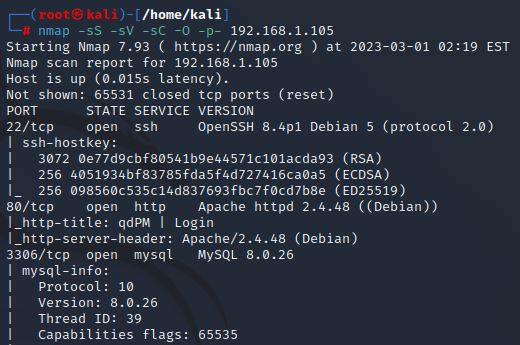 ┌──(root㉿kali)-[/home/kali]
└─# nmap -sS -sV -sC -O -p- 192.168.1.105
Starting Nmap 7.93 ( https://nmap.org ) at 2023-03-01 02:19 EST
Nmap scan report for 192.168.1.105
Host is up (0.015s latency).
Not shown: 65531 closed tcp ports (reset)
PORT      STATE SERVICE VERSION
22/tcp    open  ssh     OpenSSH 8.4p1 Debian 5 (protocol 2.0)
| ssh-hostkey:
|   3072 0e77d9cbf80541b9e44571c101acda93 (RSA)
|   256 4051934bf83785fda5f4d727416ca0a5 (ECDSA)
|_  256 098560c535c14d837693fbc7f0cd7b8e (ED25519)
80/tcp    open  http    Apache httpd 2.4.48 ((Debian))
|_http-title: qdPM | Login
|_http-server-header: Apache/2.4.48 (Debian)
3306/tcp  open  mysql   MySQL 8.0.26
| mysql-info:
|   Protocol: 10
|   Version: 8.0.26
|   Thread ID: 39
|   Capabilities flags: 65535